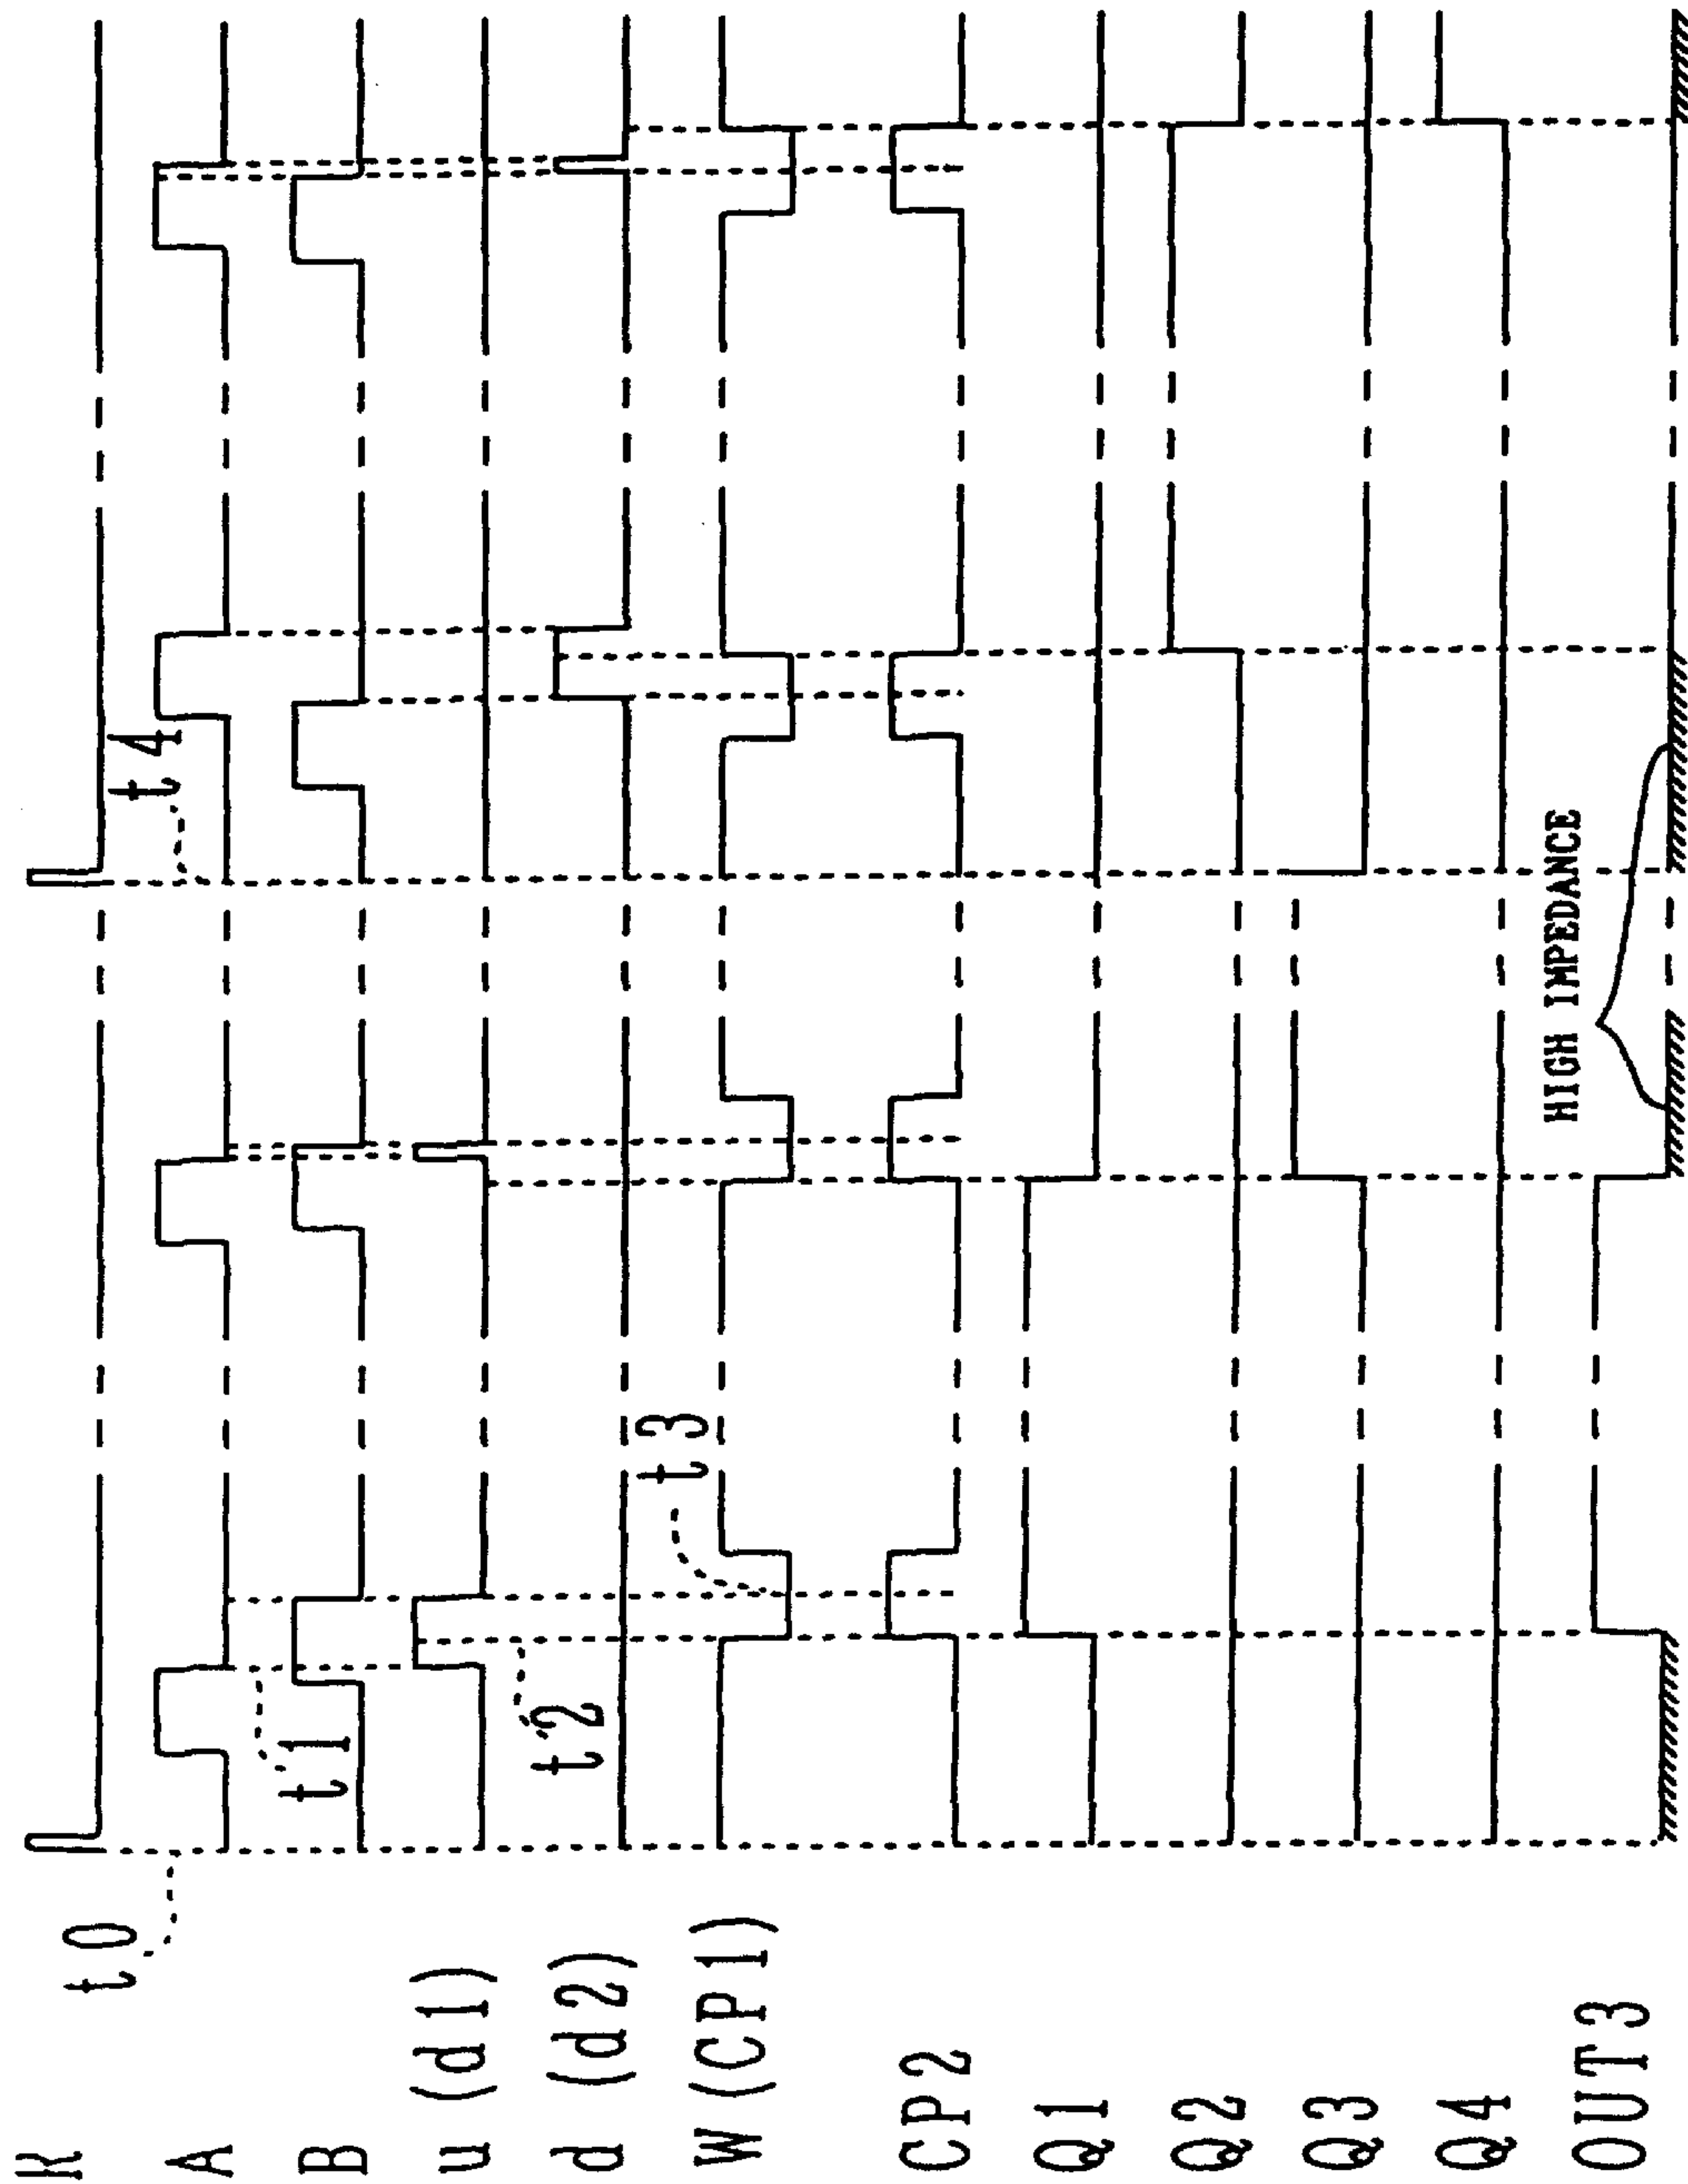 K
t0
A
t4
B
t1
u (d1)
d (d2)
t2
W (CP1)
t3
CP2
Q1
Q2
Q3
Q4
HIGH IMPEDANCE
OUT3